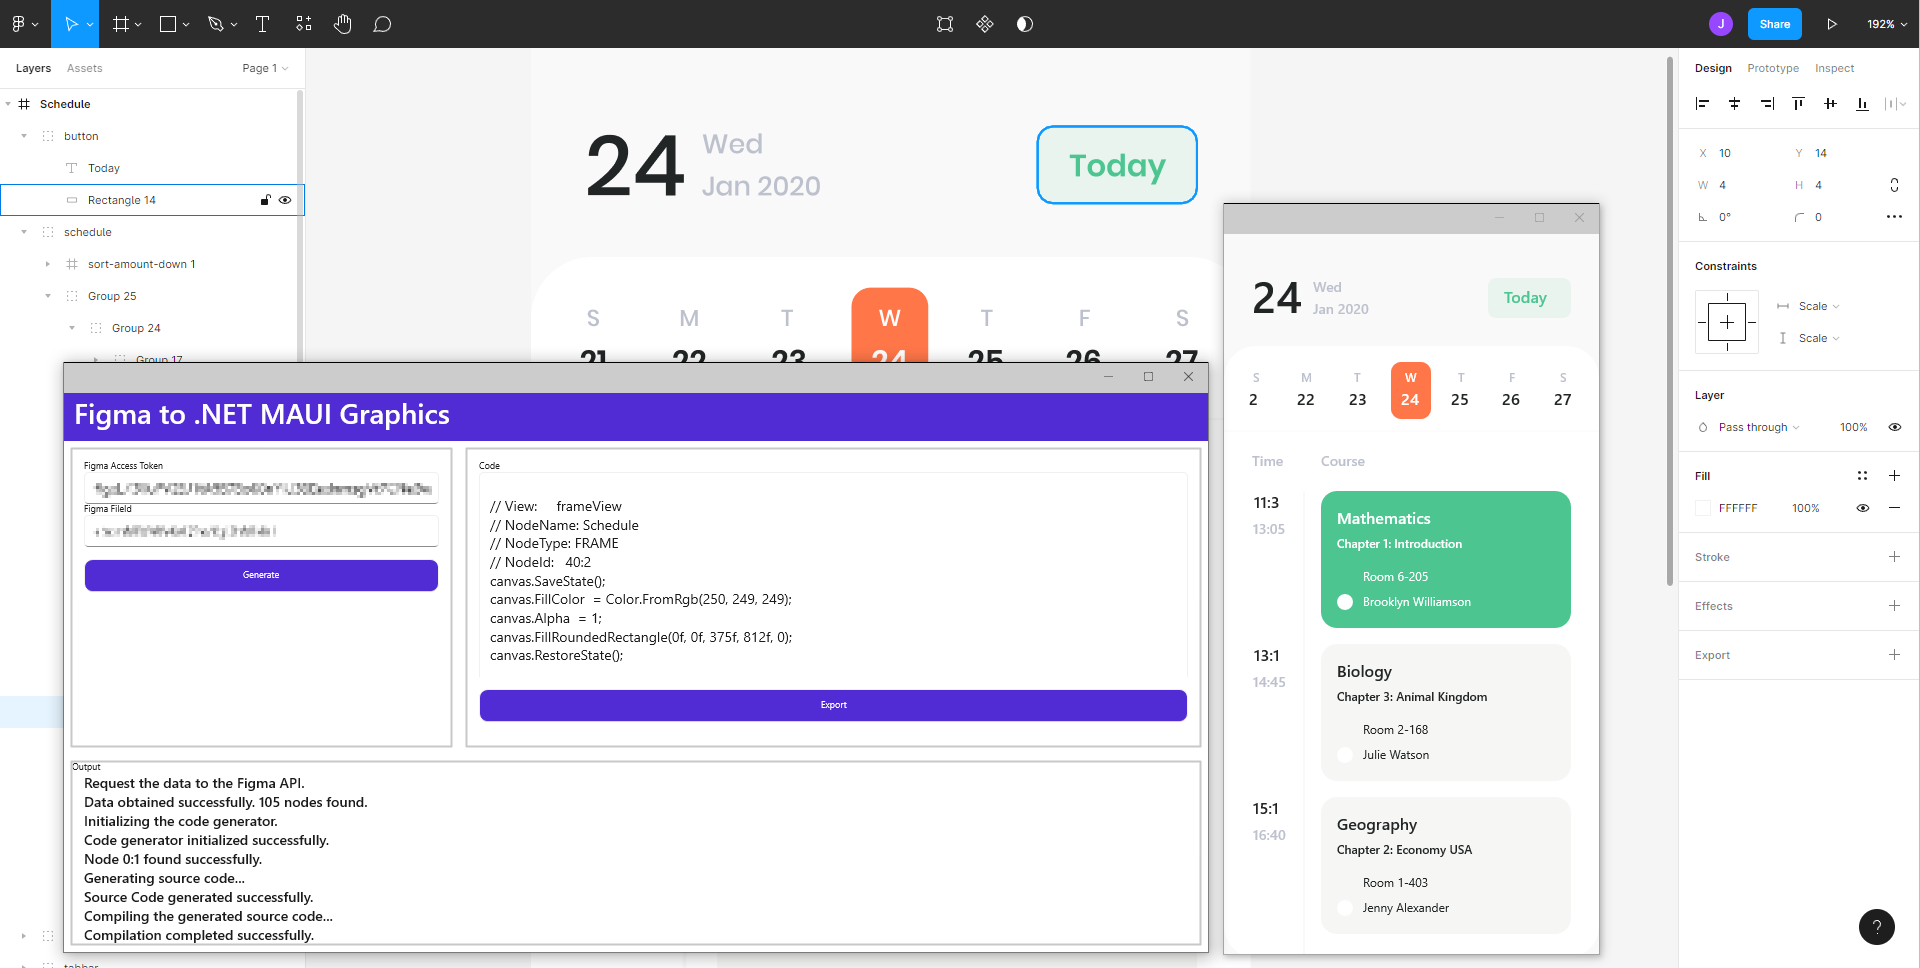 J
Share
192%
Layers
Assets
Page 1
Schedule
button
Today
Rectangle 14
schedule
sort-amount-down 1
Group 25
Group 24
Group 17
24
Wed
Jan 2020
Today
S M T W T F S
21 22 23 24 25 26 27
Figma to .NET MAUI Graphics
Figma Access Token
Figma FileId
Generate
Code
// View: frameView
// NodeName: Schedule
// NodeType: FRAME
// NodeId: 40:2
canvas.SaveState();
canvas.FillColor = Color.FromRgb(250, 249, 249);
canvas.Alpha = 1;
canvas.FillRoundedRectangle(0f, 0f, 375f, 812f, 0);
canvas.RestoreState();
Export
Output
Request the data to the Figma API.
Data obtained successfully. 105 nodes found.
Initializing the code generator.
Code generator initialized successfully.
Node 0:1 found successfully.
Generating source code...
Source Code generated successfully.
Compiling the generated source code...
Compilation completed successfully.
tabbar
24
Wed
Jan 2020
Today
S M T W T F S
2 22 23 24 25 26 27
Time
Course
11:3
13:05
Mathematics
Chapter 1: Introduction
Room 6-205
Brooklyn Williamson
13:1
14:45
Biology
Chapter 3: Animal Kingdom
Room 2-168
Julie Watson
15:1
16:40
Geography
Chapter 2: Economy USA
Room 1-403
Jenny Alexander
Design
Prototype
Inspect
X 10
Y 14
W 4
H 4
0°
0
Constraints
Scale
Scale
Layer
Pass through
100%
Fill
FFFFFF
100%
Stroke
Effects
Export
?